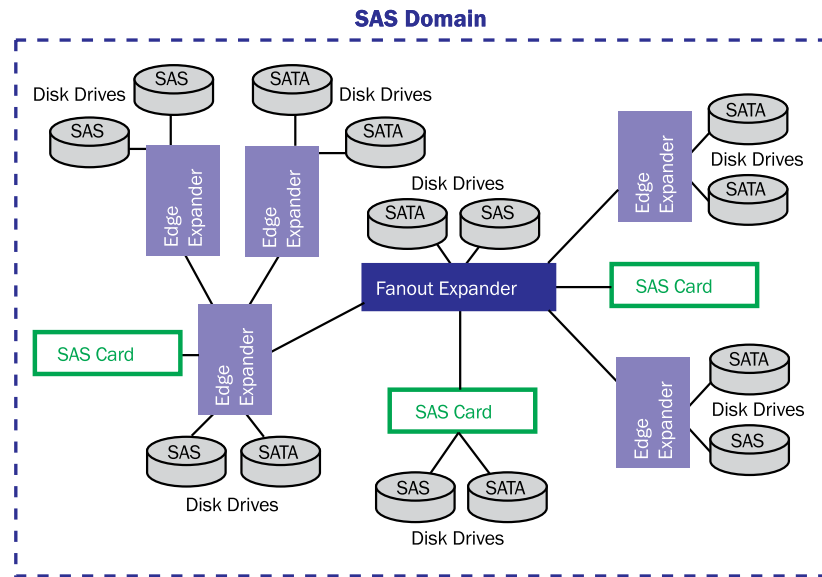 SAS Domain
SAS
SATA
Disk Drives
Disk Drives
SAS
SATA
Edge
Expander
Edge
Expander
SATA
Disk Drives
SATA
Edge
Expander
Disk Drives
SATA
SAS
Fanout Expander
SAS Card
SAS Card
Edge
Expander
SAS
SATA
Disk Drives
SAS Card
SAS
SATA
Disk Drives
Edge
Expander
SATA
Disk Drives
SAS